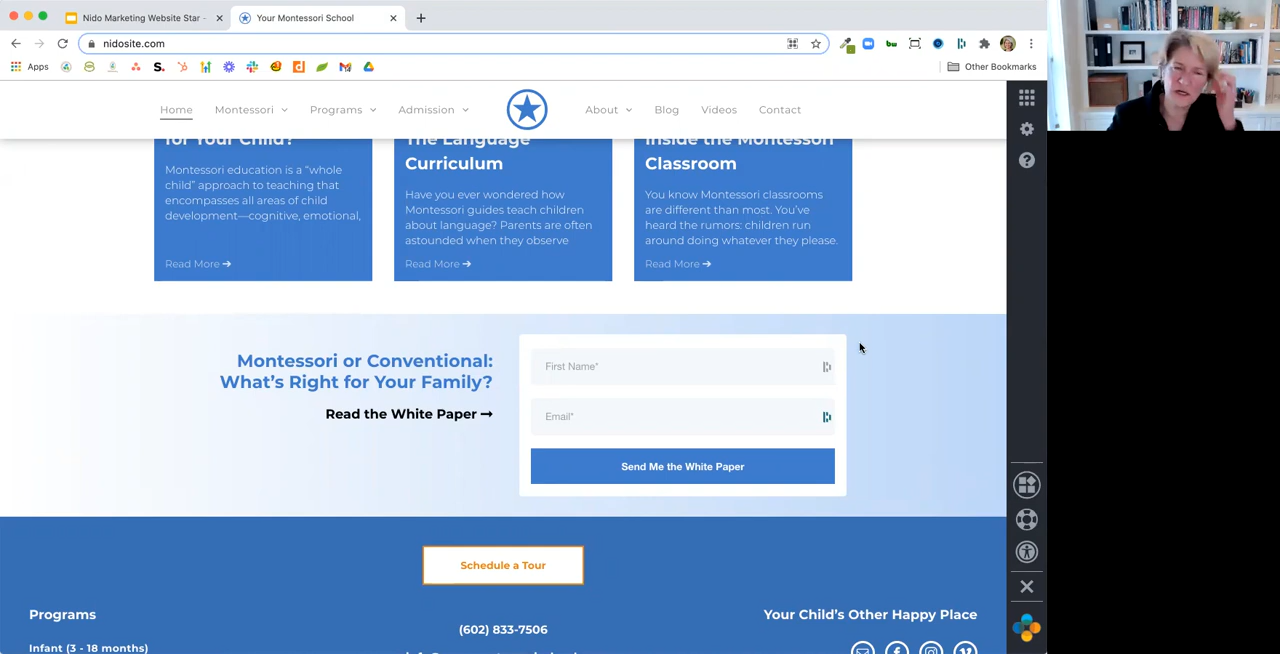 Nido Marketing Website Star -
Your Montessori School
nidosite.com
Apps
Other Bookmarks
Home
Montessori
Programs
Admission
About
Blog
Videos
Contact
for Your Child?
Montessori education is a “whole
child” approach to teaching that
encompasses all areas of child
development—cognitive, emotional,
Read More ➔
The Language
Curriculum
Have you ever wondered how
Montessori guides teach children
about language? Parents are often
astounded when they observe
Read More ➔
Inside the Montessori
Classroom
You know Montessori classrooms
are different than most. You’ve
heard the rumors: children run
around doing whatever they please.
Read More ➔
Montessori or Conventional:
What’s Right for Your Family?
Read the White Paper ➞
First Name*
Email*
Send Me the White Paper
Schedule a Tour
Programs
Infant (3 - 18 months)
(602) 833-7506
Your Child’s Other Happy Place